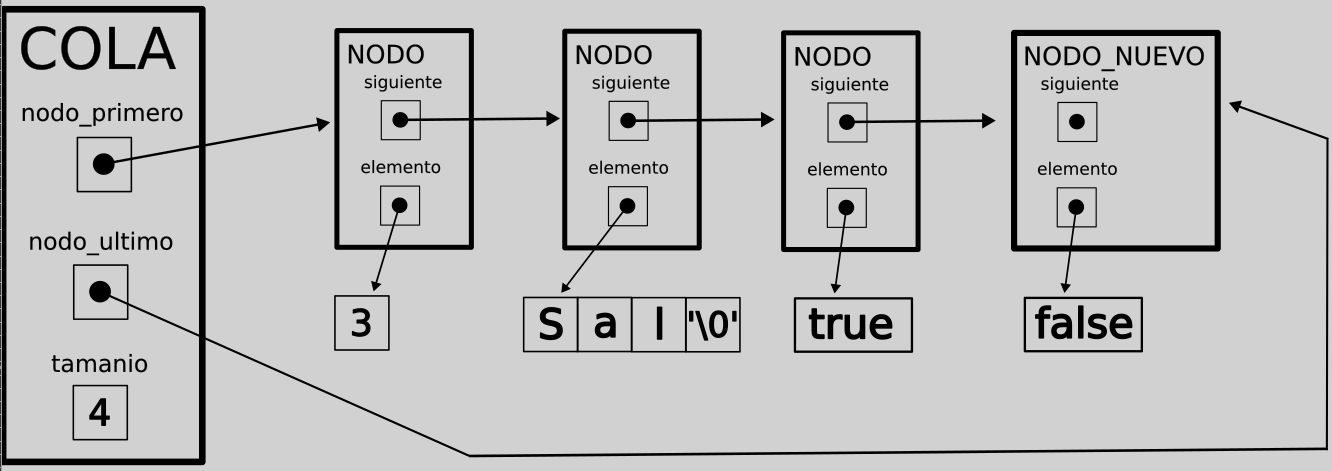 COLA
nodo_primero
nodo_ultimo
tamanio
4
NODO
siguiente
elemento
3
NODO
siguiente
elemento
S a l '\0'
NODO
siguiente
elemento
true
NODO_NUEVO
siguiente
elemento
false